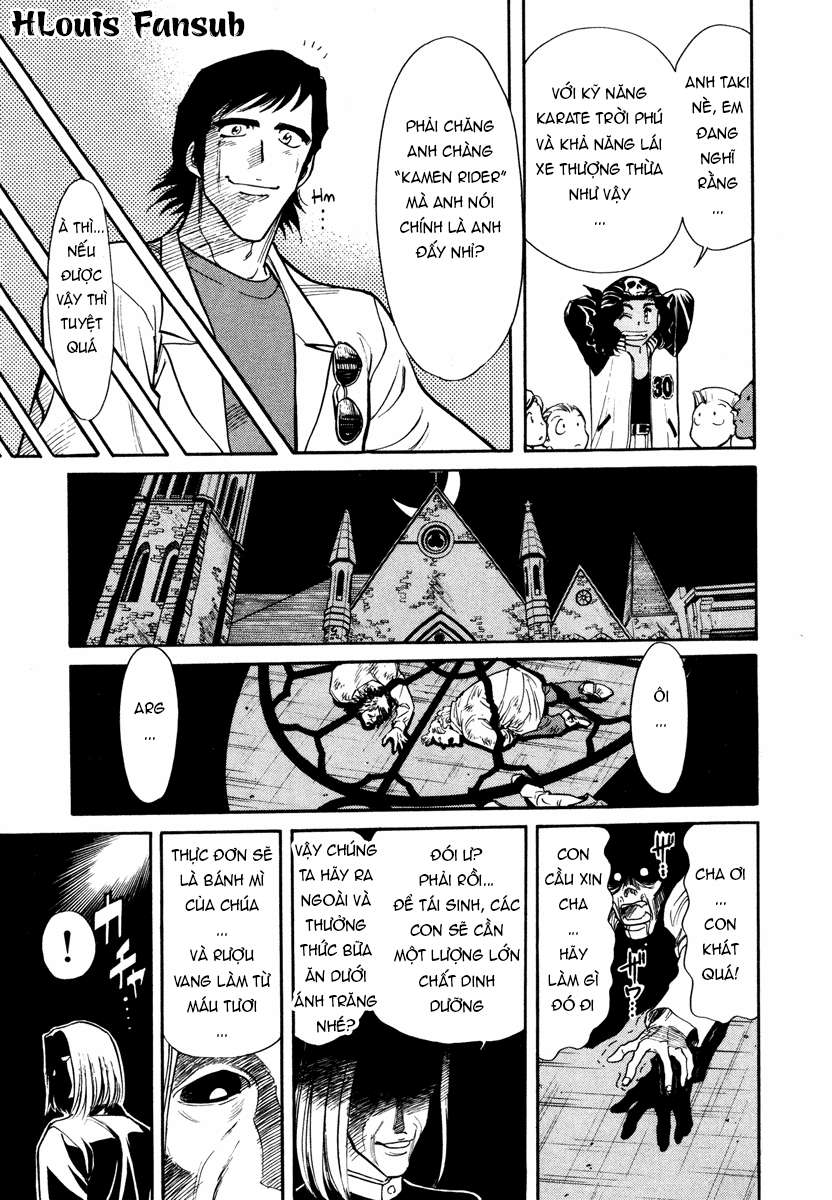 HLouis Fansub
ANH TAKI
NÈ, EM
ĐANG
NGHĨ
RẰNG
...
VỚI KỸ NĂNG
KARATE TRỜI PHÚ
VÀ KHẢ NĂNG LÁI
XE THƯỢNG THỪA
NHƯ VẬY
...
30
PHẢI CHĂNG
ANH CHÀNG
“KAMEN RIDER”
MÀ ANH NÓI
CHÍNH LÀ ANH
ĐẤY NHỈ?
Hm
...
À THÌ...
NẾU
ĐƯỢC
VẬY THÌ
TUYỆT
QUÁ
ÔI
...
ARG
...
CHA ƠI
...
CON
KHÁT
QUÁ!
CON
CẦU XIN
CHA
...
HÃY
LÀM GÌ
ĐÓ ĐI
ĐÓI Ư?
PHẢI RỒI...
ĐỂ TÁI SINH, CÁC
CON SẼ CẦN
MỘT LƯỢNG LỚN
CHẤT DINH
DƯỠNG
VẬY CHÚNG
TA HÃY RA
NGOÀI VÀ
THƯỞNG
THỨC BỮA
ĂN DƯỚI
ÁNH TRĂNG
NHÉ?
THỰC ĐƠN SẼ
LÀ BÁNH MÌ
CỦA CHÚA
...
VÀ RƯỢU
VANG LÀM TỪ
MÁU TƯƠI
...
カチャ…
!